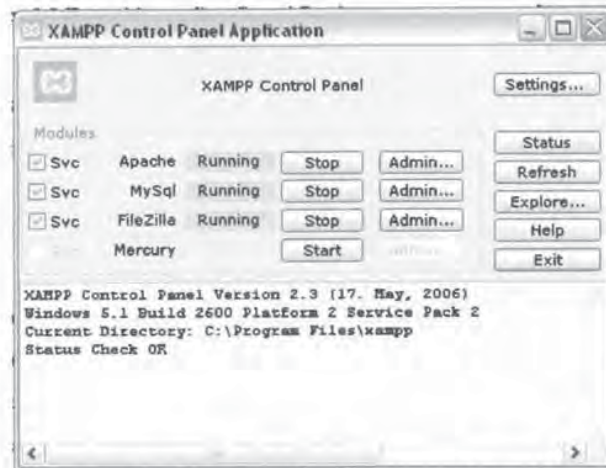 XAMPP Control Panel Application
XAMPP Control Panel
Settings...
Modules
Status
Svc Apache Running Stop Admin...
Refresh
Svc MySql Running Stop Admin...
Explore...
Svc FileZilla Running Stop Admin...
Help
Mercury Start
Exit
XAMPP Control Panel Version 2.3 (17. May, 2006)
Windows 5.1 Build 2600 Platform 2 Service Pack 2
Current Directory: C:\Program Files\xampp
Status Check OK